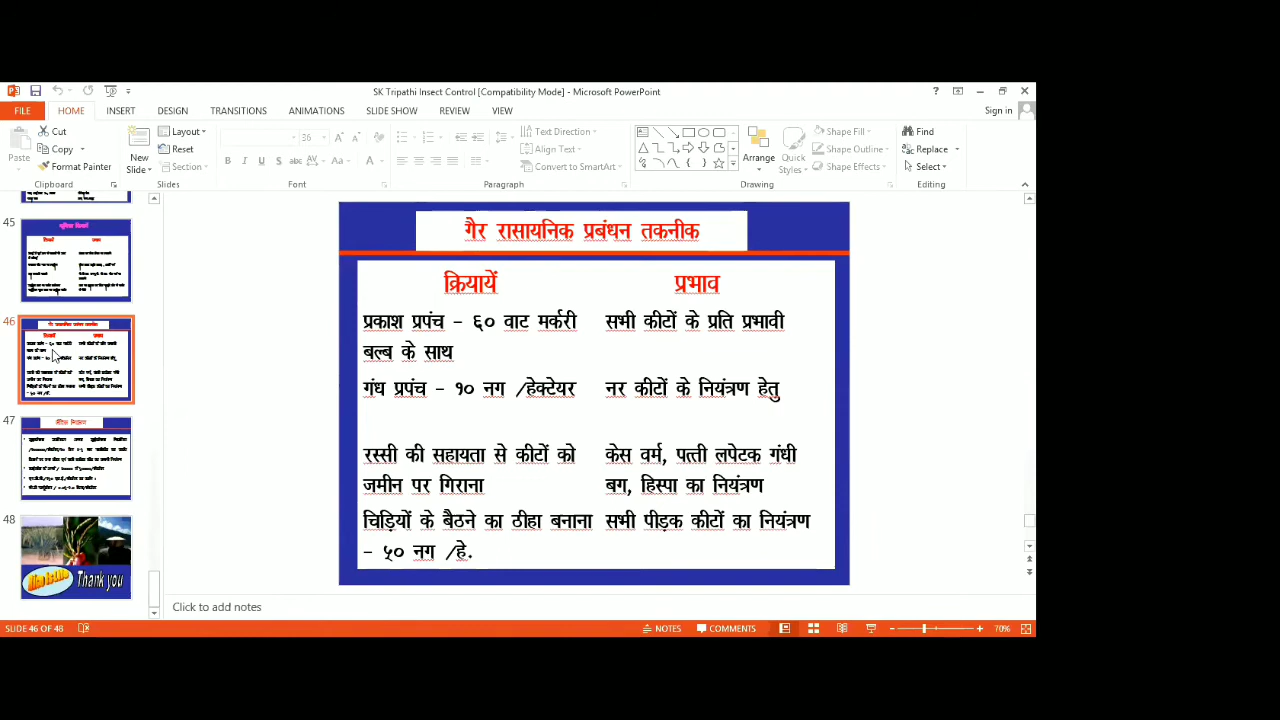 SK Tripathi Insect Control [Compatibility Mode] - Microsoft PowerPoint
?
FILE HOME INSERT DESIGN TRANSITIONS ANIMATIONS SLIDE SHOW REVIEW VIEW Sign in
Paste Cut Copy Format Painter
New Slide Layout Reset Section
36
B I U S abc AV Aa A
Text Direction Align Text Convert to SmartArt
Arrange Quick Styles Shape Fill Shape Outline Shape Effects
Find Replace Select
Clipboard Slides Font Paragraph Drawing Editing
45
46
47
48
Thank you
गैर रासायनिक प्रबंधन तकनीक
क्रियायें प्रभाव
प्रकाश प्रपंच - ६० वाट मर्करी सभी कीटों के प्रति प्रभावी
बल्ब के साथ
गंध प्रपंच - १० नग /हेक्टेयर नर कीटों के नियंत्रण हेतु
रस्सी की सहायता से कीटों को केस वर्म, पत्ती लपेटक गंधी
जमीन पर गिराना बग, हिस्पा का नियंत्रण
चिड़ियों के बैठने का ठीहा बनाना सभी पीड़क कीटों का नियंत्रण
- ५० नग /हे.
Click to add notes
SLIDE 46 OF 48 NOTES COMMENTS 70%